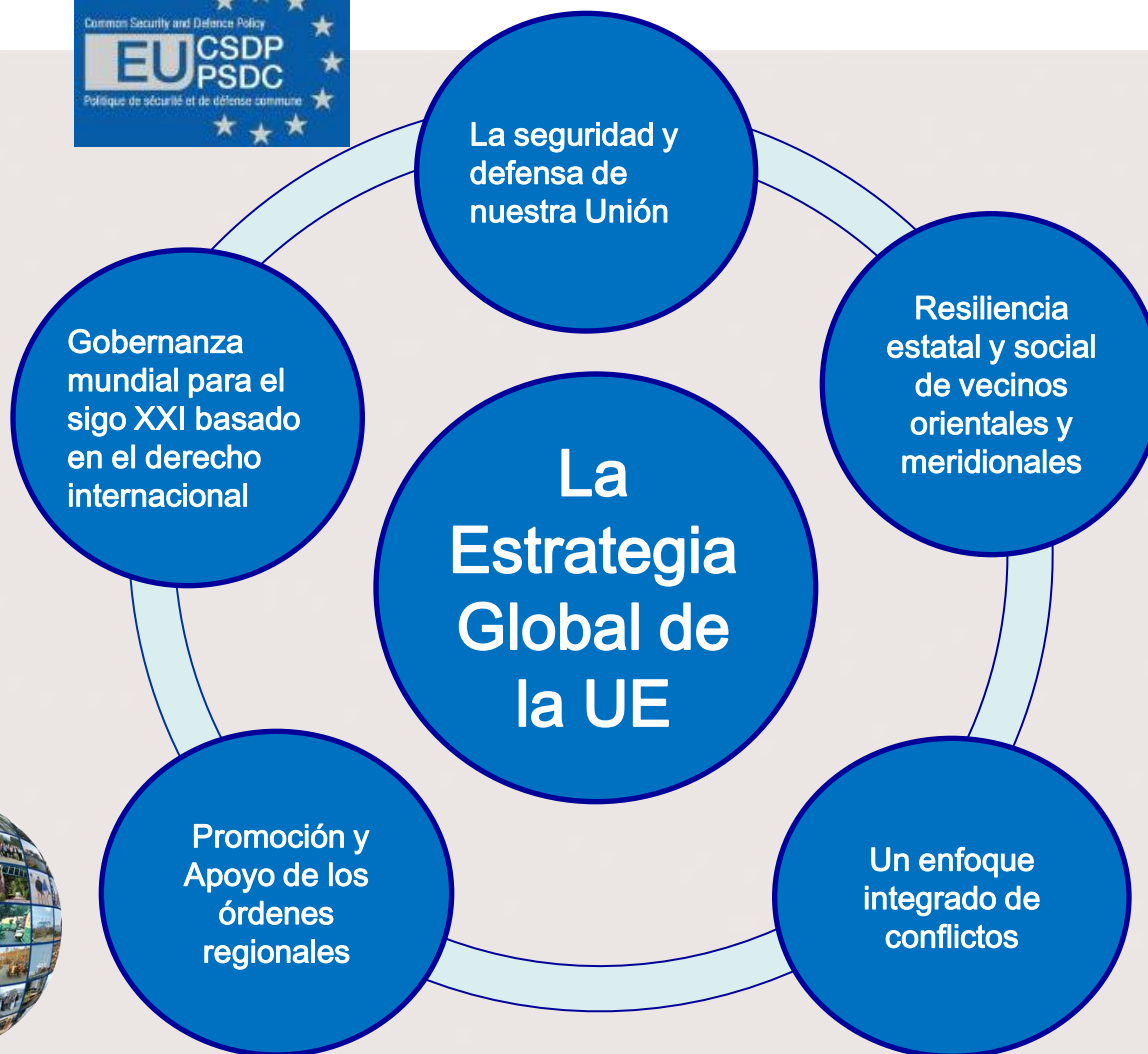 Common Security and Defence Policy
EU CSDP
PSDC
Politique de sécurité et de défense commune
La seguridad y
defensa de
nuestra Unión
Resiliencia
estatal y social
de vecinos
orientales y
meridionales
Gobernanza
mundial para el
sigo XXI basado
en el derecho
internacional
La
Estrategia
Global de
la UE
Promoción y
Apoyo de los
órdenes
regionales
Un enfoque
integrado de
conflictos